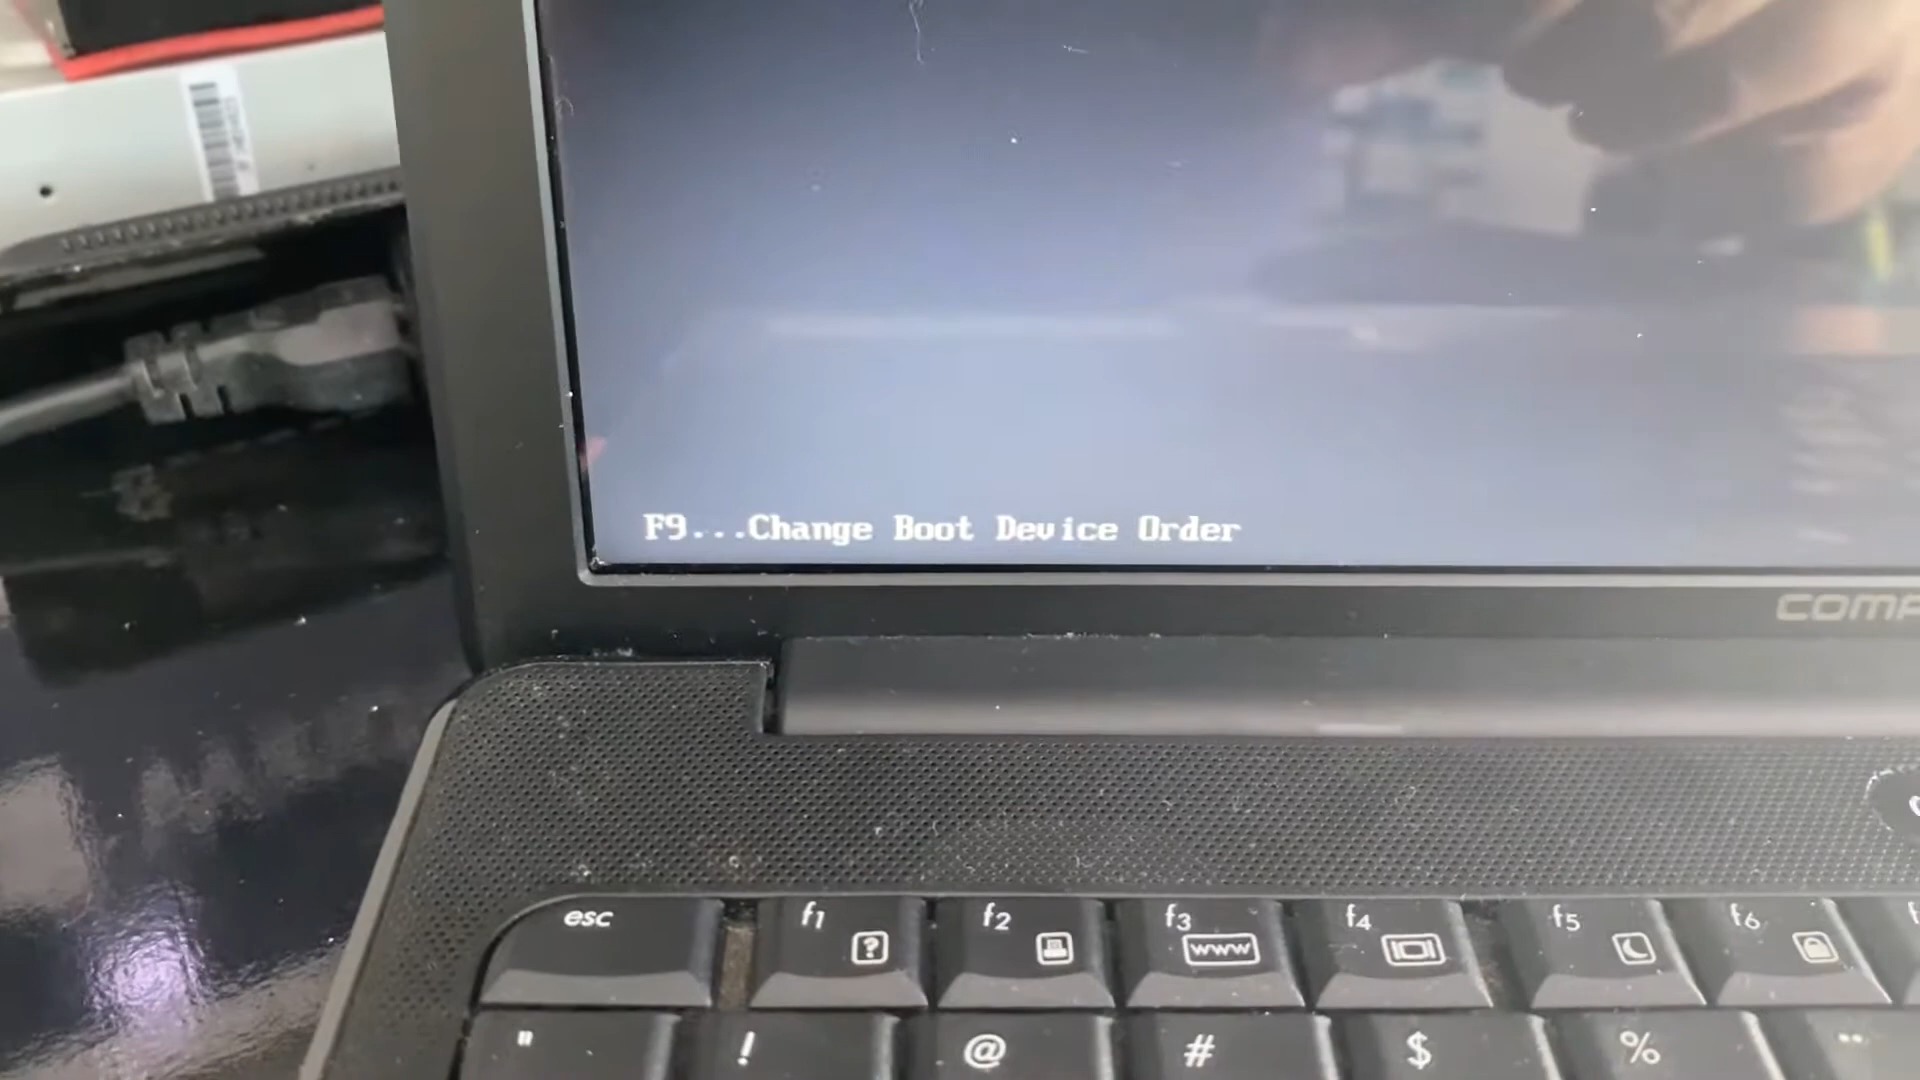 F9...Change Boot Device Order
COMP
esc f1 ? f2 f3 www f4 f5 f6
" ! @ # $ %